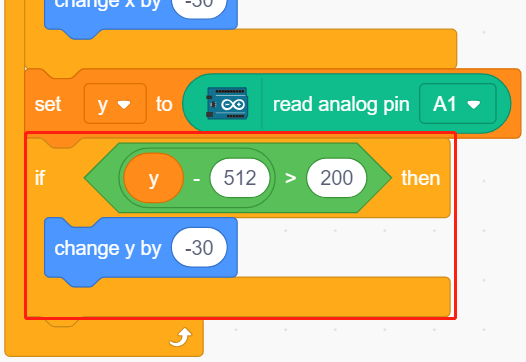 change x by -30
set y to read analog pin A1
if y - 512 > 200 then
change y by -30